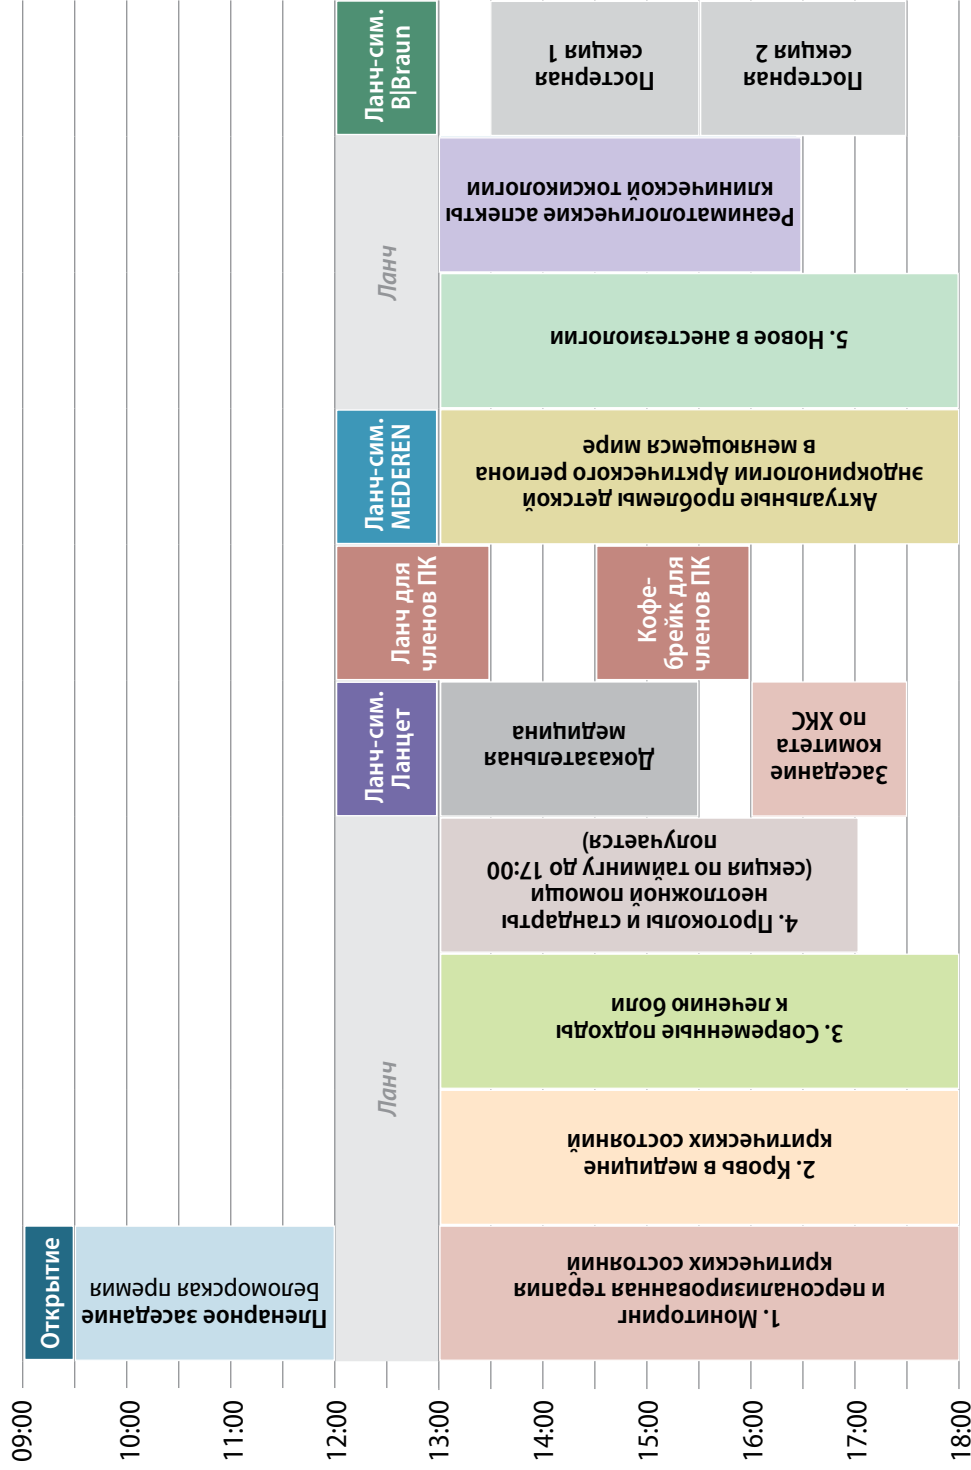 09:00
10:00
11:00
12:00
13:00
14:00
15:00
16:00
17:00
18:00
Открытие
Пленарное заседание
Беломорская премия
Ланч
1. Мониторинг
и персонализированная терапия
критических состояний
2. Кровь в медицине
критических состояний
3. Современные подходы
к лечению боли
4. Протоколы и стандарты
неотложной помощи
(секция по таймингу до 17:00
получается)
Ланч-сим.
Ланцет
Доказательная
медицина
Заседание
комитета
по ХКС
Ланч для
членов ПК
Кофе-
брейк для
членов ПК
Ланч-сим.
MEDEREN
Актуальные проблемы детской
эндокринологии Арктического региона
в меняющемся мире
Ланч
5. Новое в анестезиологии
Реаниматологические аспекты
клинической токсикологии
Ланч-сим.
B|Braun
Постерная
секция 1
Постерная
секция 2